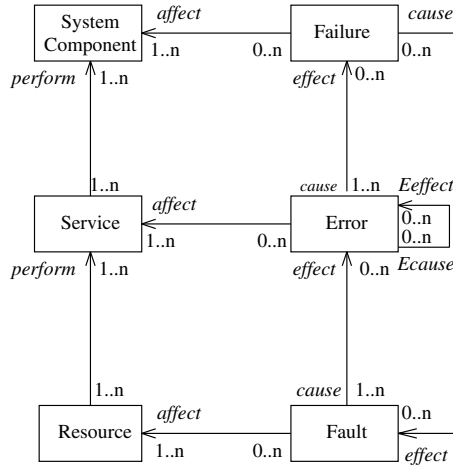 System affect Failure cause
Component 1..n 0..n 0..n
perform 1..n effect 0..n
1..n cause 1..n Eeffect
Service affect Error 0..n
1..n 0..n 0..n
perform 1..n effect 0..n Ecause
1..n cause 1..n
Resource affect Fault 0..n
1..n 0..n effect